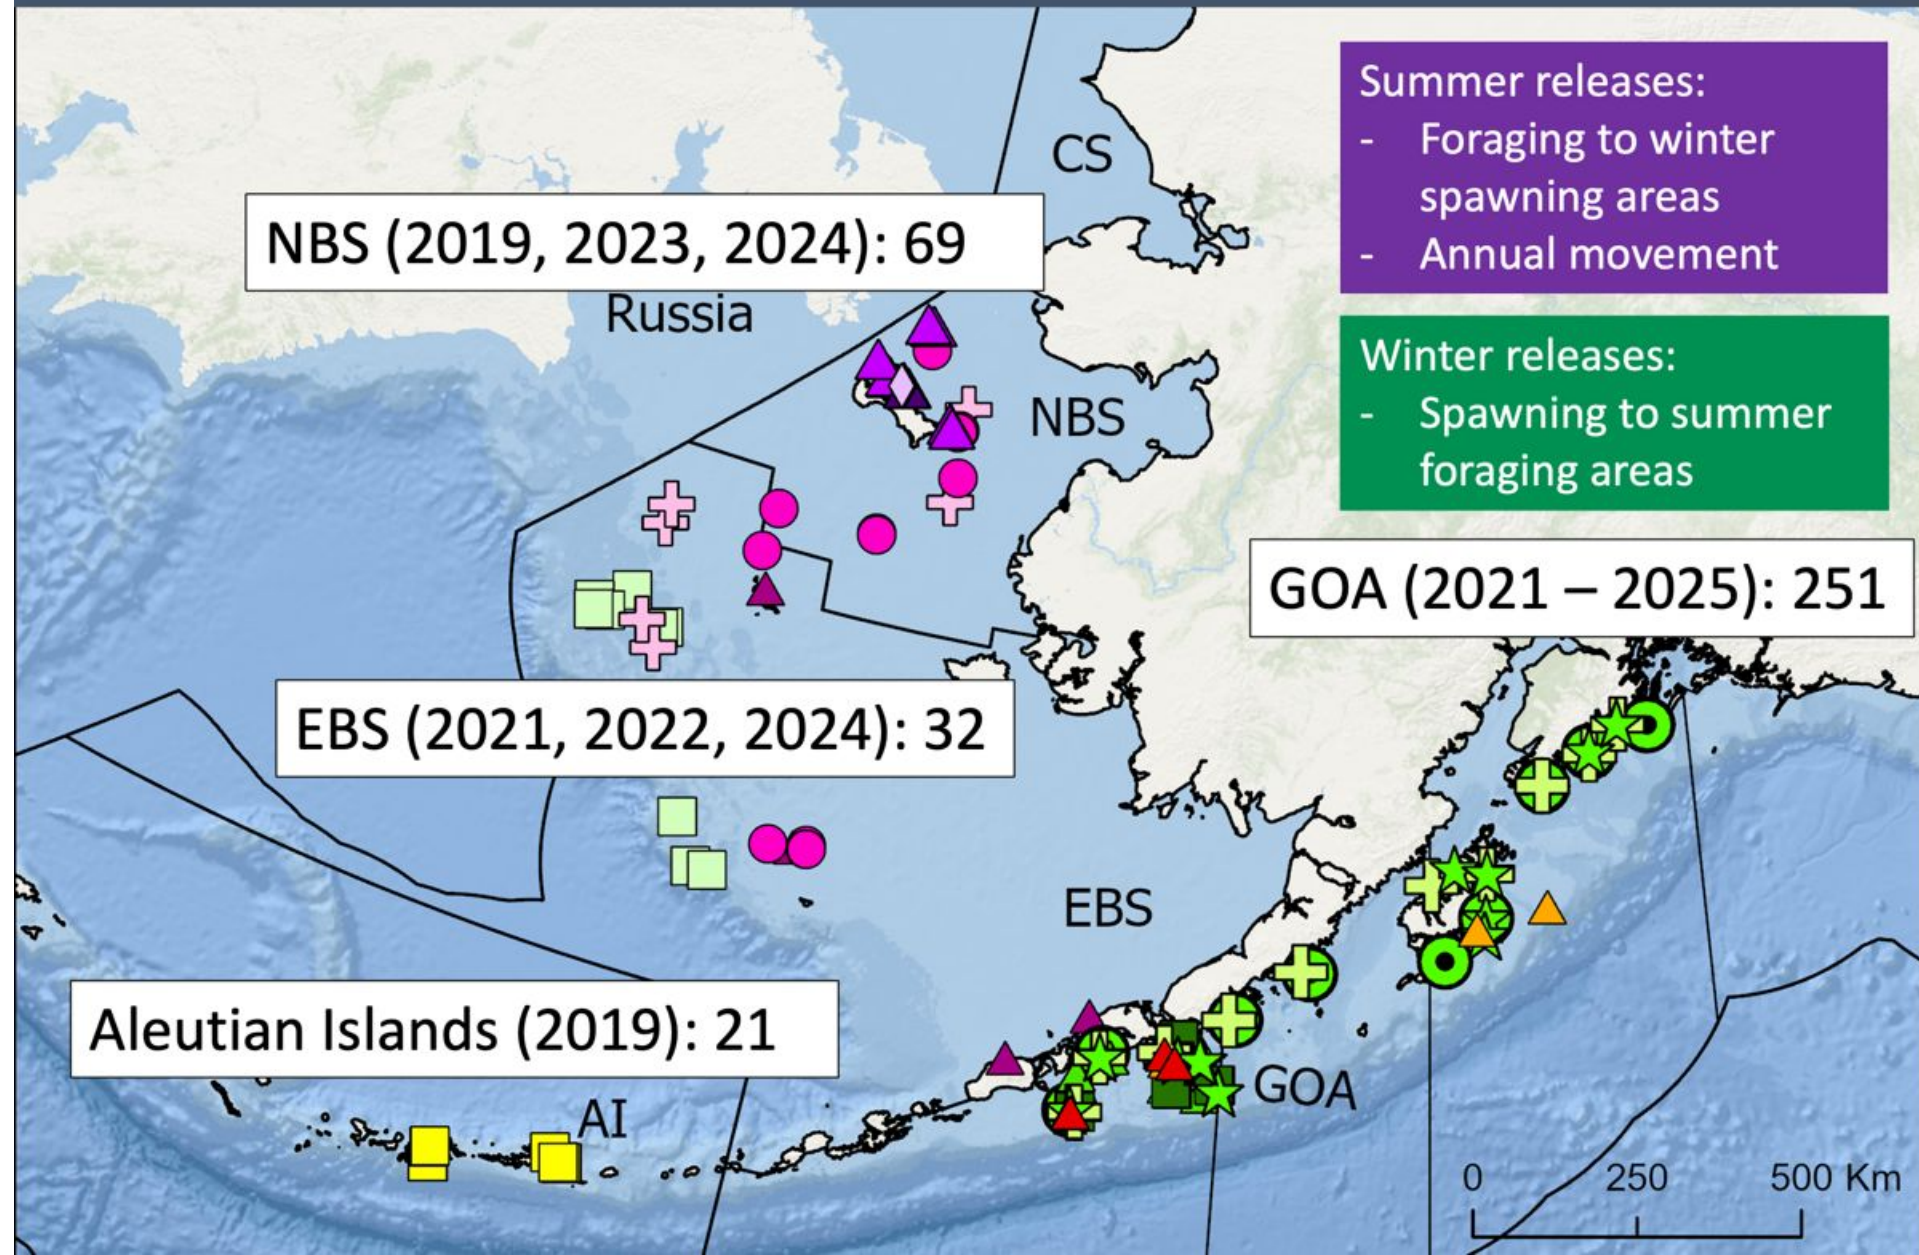 CS
NBS (2019, 2023, 2024): 69
Russia
NBS
Summer releases:
- Foraging to winter
spawning areas
- Annual movement
Winter releases:
- Spawning to summer
foraging areas
GOA (2021 – 2025): 251
EBS (2021, 2022, 2024): 32
EBS
Aleutian Islands (2019): 21
AI
GOA
0 250 500 Km